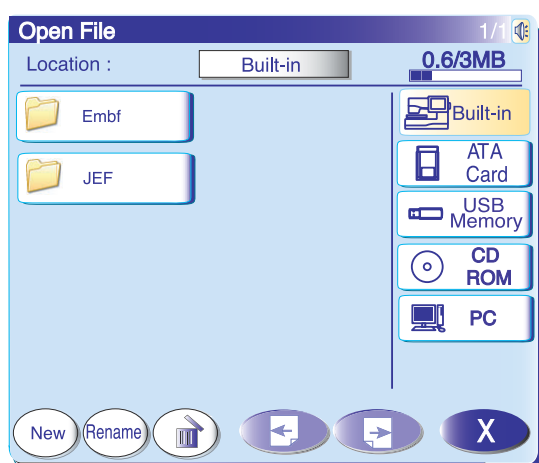 Open File 1/1
Location : Built-in 0.6/3MB
Embf
JEF
Built-in
ATA
Card
USB
Memory
CD
ROM
PC
New Rename X